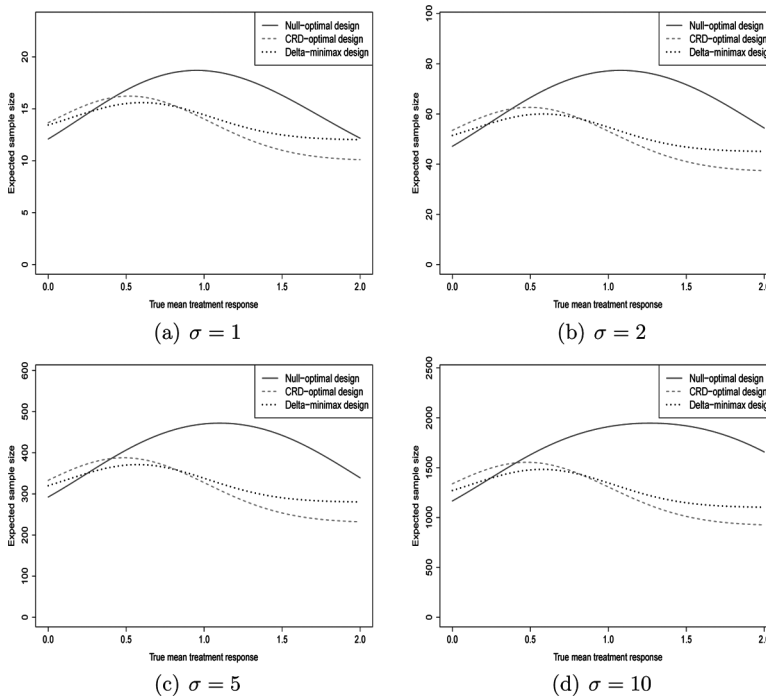 Null-optimal design
CRD-optimal design
Delta-minimax design
Expected sample size
0 5 10 15 20
0.0 0.5 1.0 1.5 2.0
True mean treatment response
(a) σ = 1
Null-optimal design
CRD-optimal design
Delta-minimax desig
Expected sample size
0 20 40 60 80 100
0.0 0.5 1.0 1.5 2.0
True mean treatment response
(b) σ = 2
Null-optimal design
CRD-optimal design
Delta-minimax design
Expected sample size
0 100 200 300 400 500 600
0.0 0.5 1.0 1.5 2.0
True mean treatment response
(c) σ = 5
Null-optimal design
CRD-optimal design
Delta-minimax desig
Expected sample size
0 500 1000 1500 2000 2500
0.0 0.5 1.0 1.5 2.0
True mean treatment response
(d) σ = 10